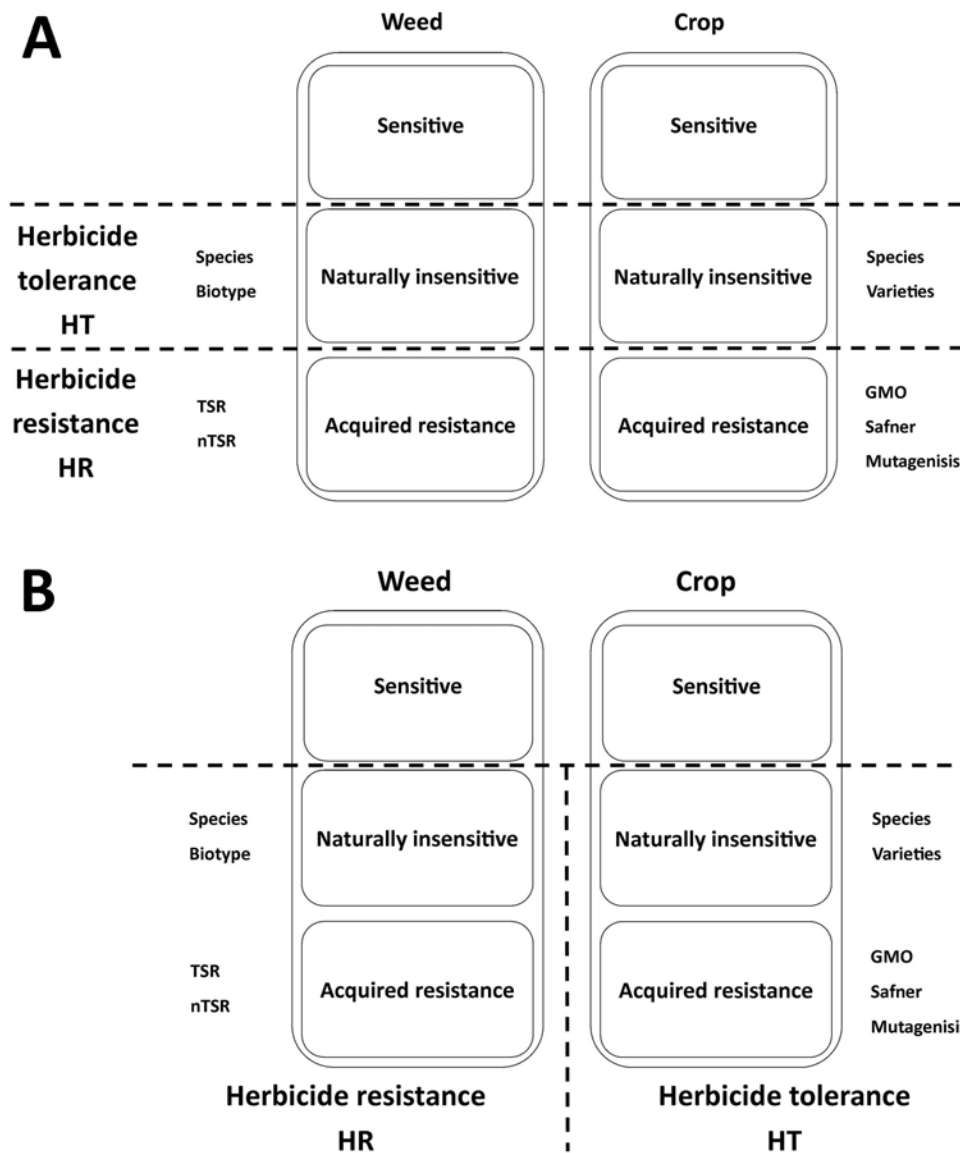 A
Weed
Crop
Sensitive
Sensitive
Herbicide
tolerance
HT
Species
Biotype
Naturally insensitive
Naturally insensitive
Species
Varieties
Herbicide
resistance
HR
TSR
nTSR
Acquired resistance
Acquired resistance
GMO
Safner
Mutagenisis
B
Weed
Crop
Sensitive
Sensitive
Species
Biotype
Naturally insensitive
Naturally insensitive
Species
Varieties
TSR
nTSR
Acquired resistance
Acquired resistance
GMO
Safner
Mutagenisi
Herbicide resistance
HR
Herbicide tolerance
HT